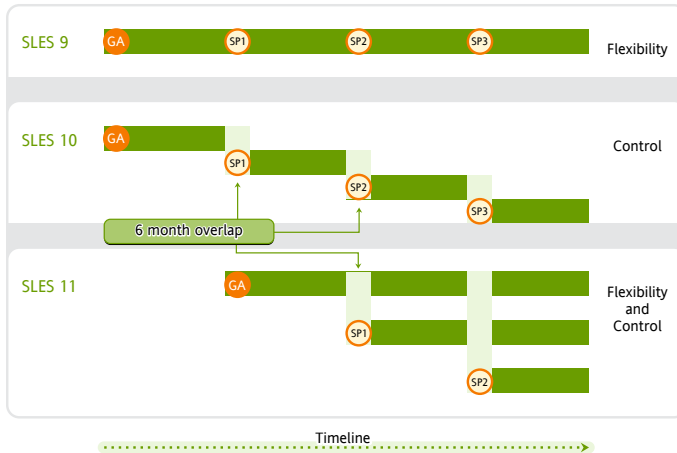 SLES 9
GA
SP1
SP2
SP3
Flexibility
SLES 10
GA
Control
SP1
SP2
SP3
6 month overlap
SLES 11
GA
Flexibility
and
Control
SP1
SP2
Timeline